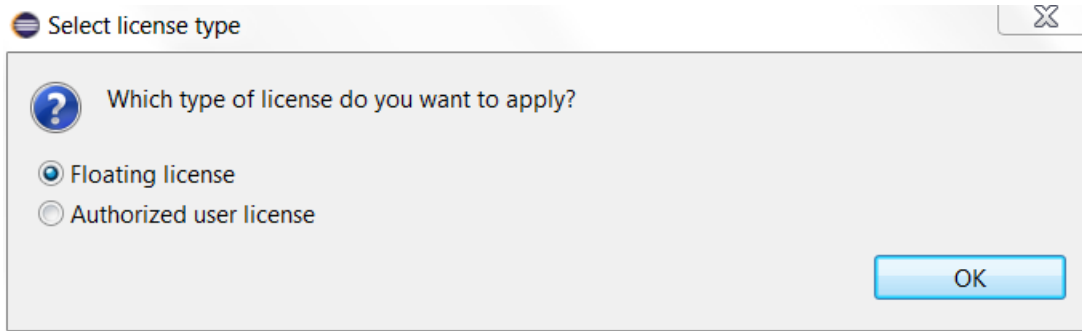 Select license type
Which type of license do you want to apply?
Floating license
Authorized user license
OK